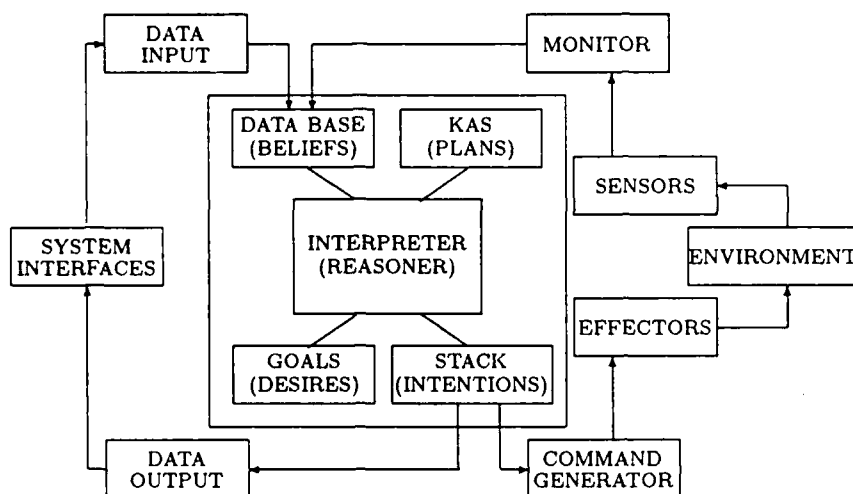 DATA
INPUT
MONITOR
DATA BASE
(BELIEFS)
KAS
(PLANS)
SENSORS
SYSTEM
INTERFACES
INTERPRETER
(REASONER)
ENVIRONMENT
EFFECTORS
GOALS
(DESIRES)
STACK
(INTENTIONS)
DATA
OUTPUT
COMMAND
GENERATOR